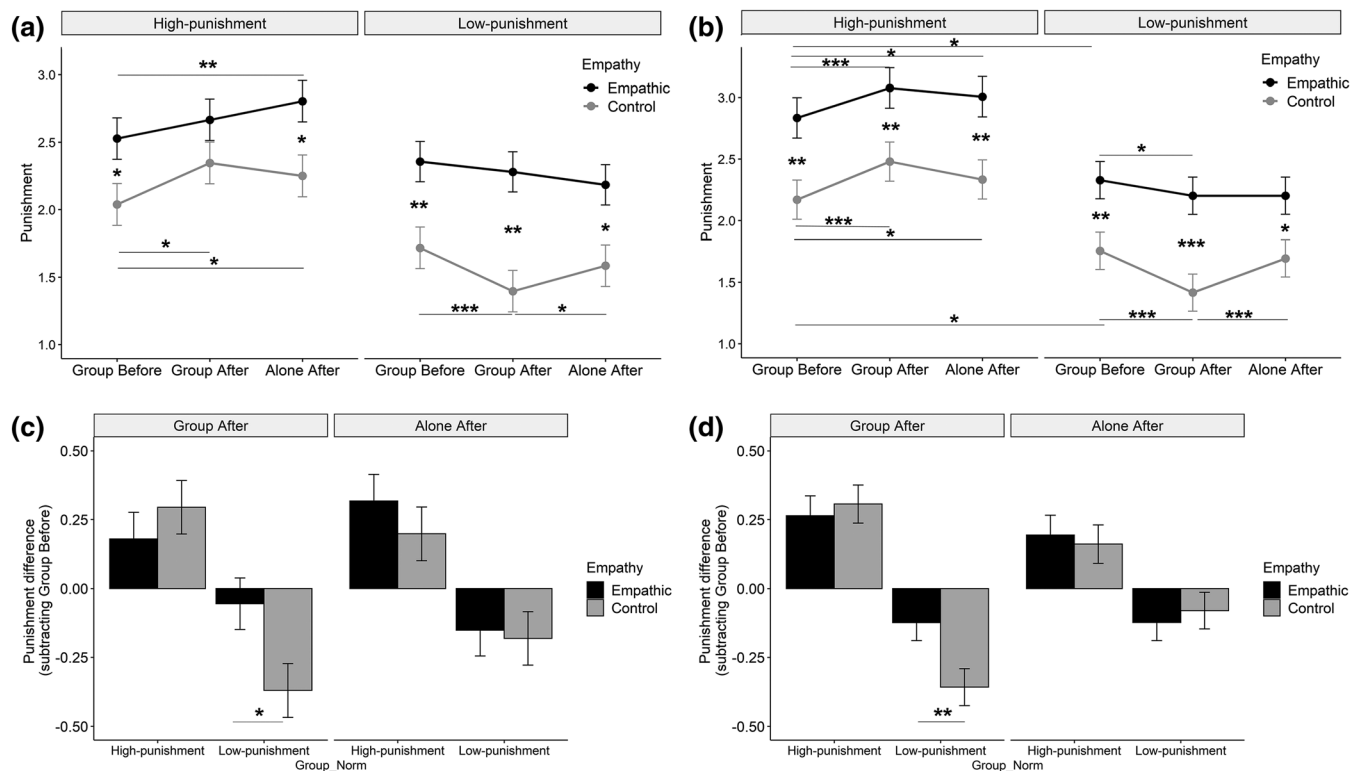 (a)
High-punishment
Low-punishment
Punishment
3.0
2.5
2.0
1.5
1.0
**
*
*
*
*
Empathy
Empathic
Control
**
**
*
***
*
Group Before
Group After
Alone After
Group Before
Group After
Alone After
(b)
High-punishment
Low-punishment
Punishment
3.0
2.5
2.0
1.5
1.0
*
*
***
**
**
**
***
*
*
Empathy
Empathic
Control
*
**
***
*
***
***
Group Before
Group After
Alone After
Group Before
Group After
Alone After
(c)
Group After
Alone After
Punishment difference
(subtracting Group Before)
0.50
0.25
0.00
-0.25
-0.50
*
Empathy
Empathic
Control
High-punishment
Low-punishment
High-punishment
Low-punishment
Group_Norm
(d)
Group After
Alone After
Punishment difference
(subtracting Group Before)
0.50
0.25
0.00
-0.25
-0.50
**
Empathy
Empathic
Control
High-punishment
Low-punishment
High-punishment
Low-punishment
Group_Norm